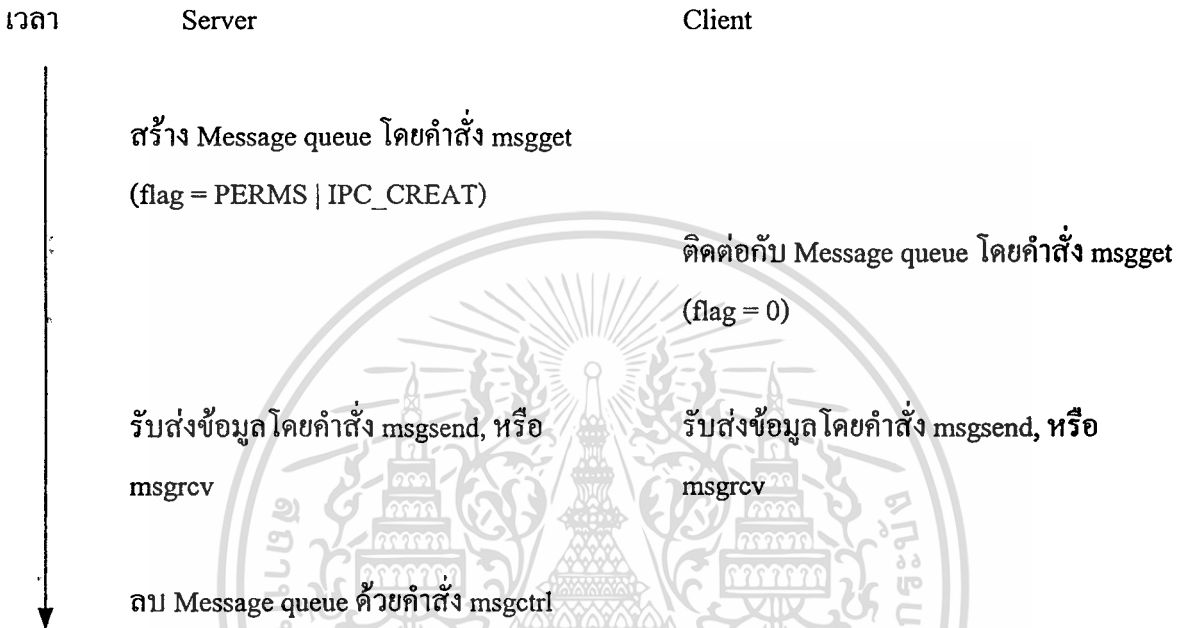 เวลา Server Client
สร้าง Message queue โดยคำสั่ง msgget
(flag = PERMS | IPC_CREAT)
ติดต่อกับ Message queue โดยคำสั่ง msgget
(flag = 0)
รับส่งข้อมูลโดยคำสั่ง msgsend, หรือ
msgrcv
รับส่งข้อมูลโดยคำสั่ง msgsend, หรือ
msgrcv
ลบ Message queue ด้วยคำสั่ง msgctrl